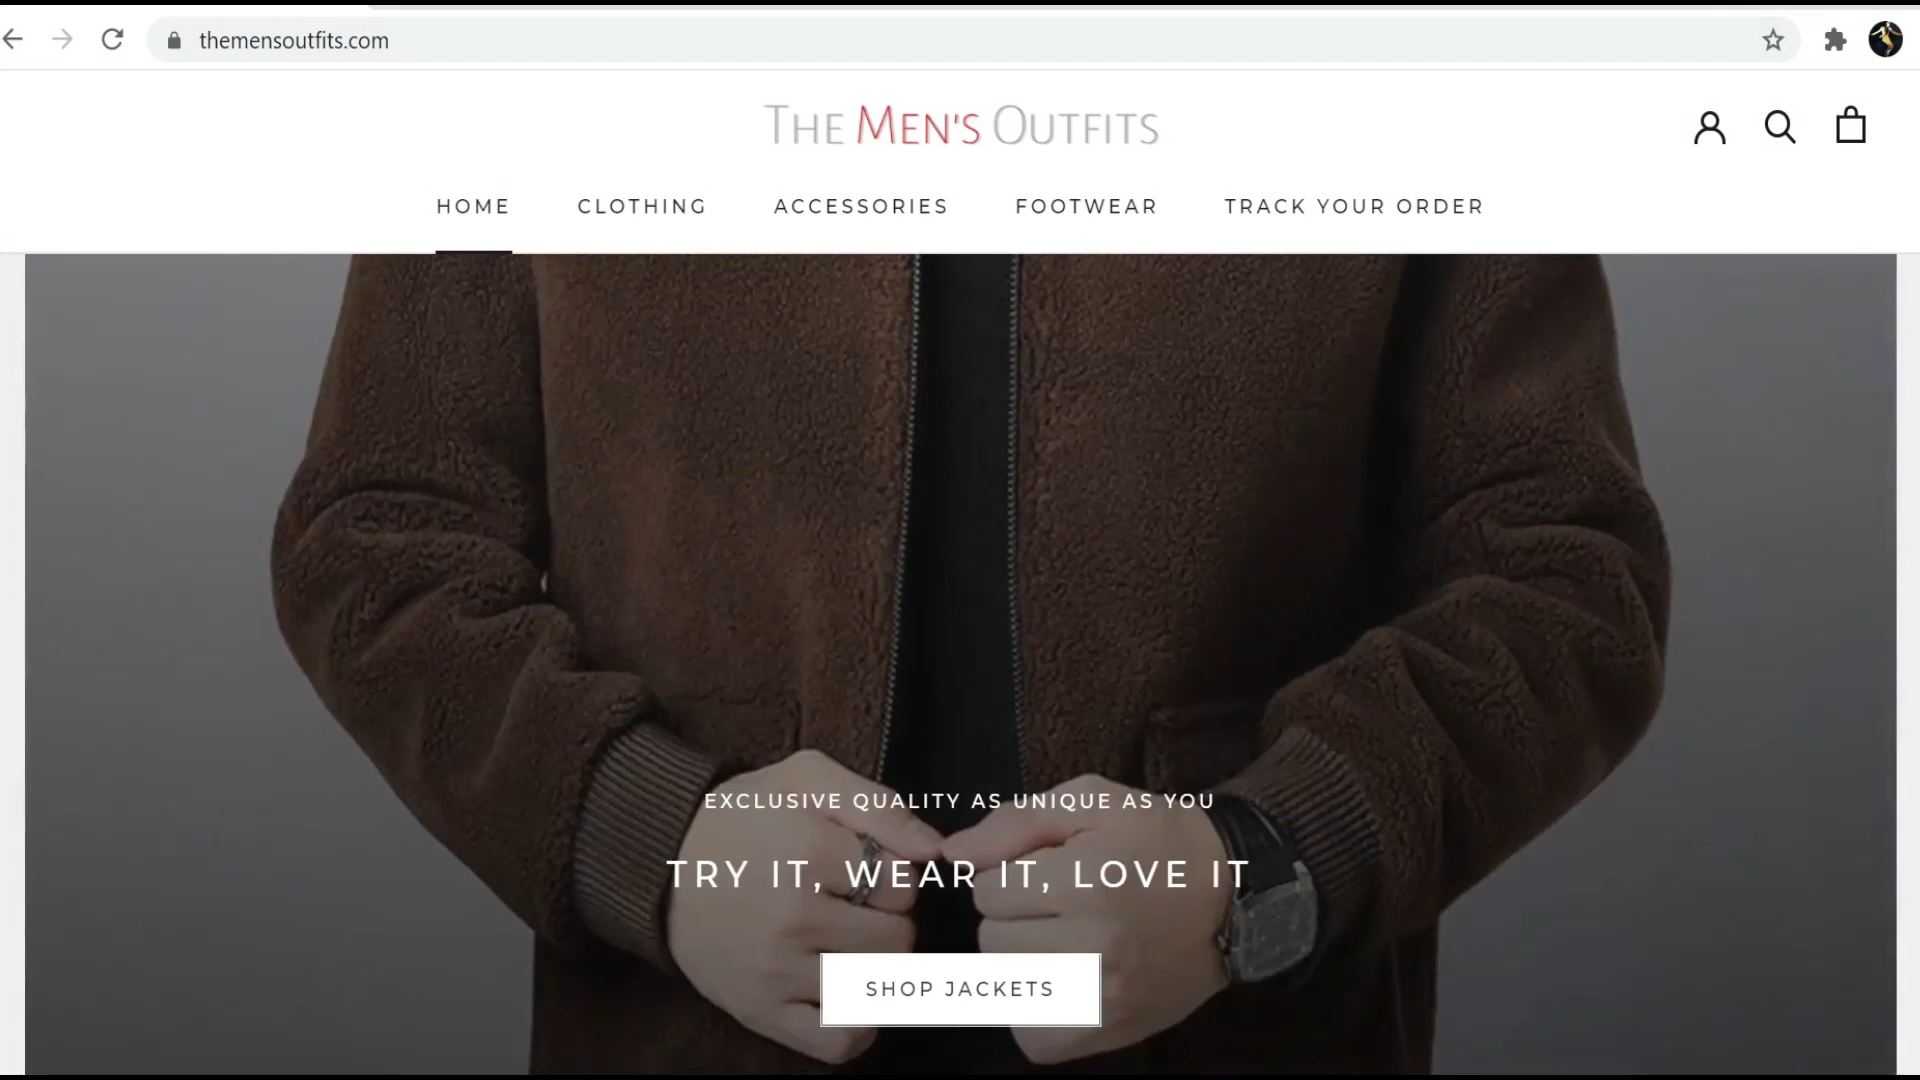 themensoutfits.com
THE MEN'S OUTFITS
HOME
CLOTHING
ACCESSORIES
FOOTWEAR
TRACK YOUR ORDER
EXCLUSIVE QUALITY AS UNIQUE AS YOU
TRY IT, WEAR IT, LOVE IT
SHOP JACKETS